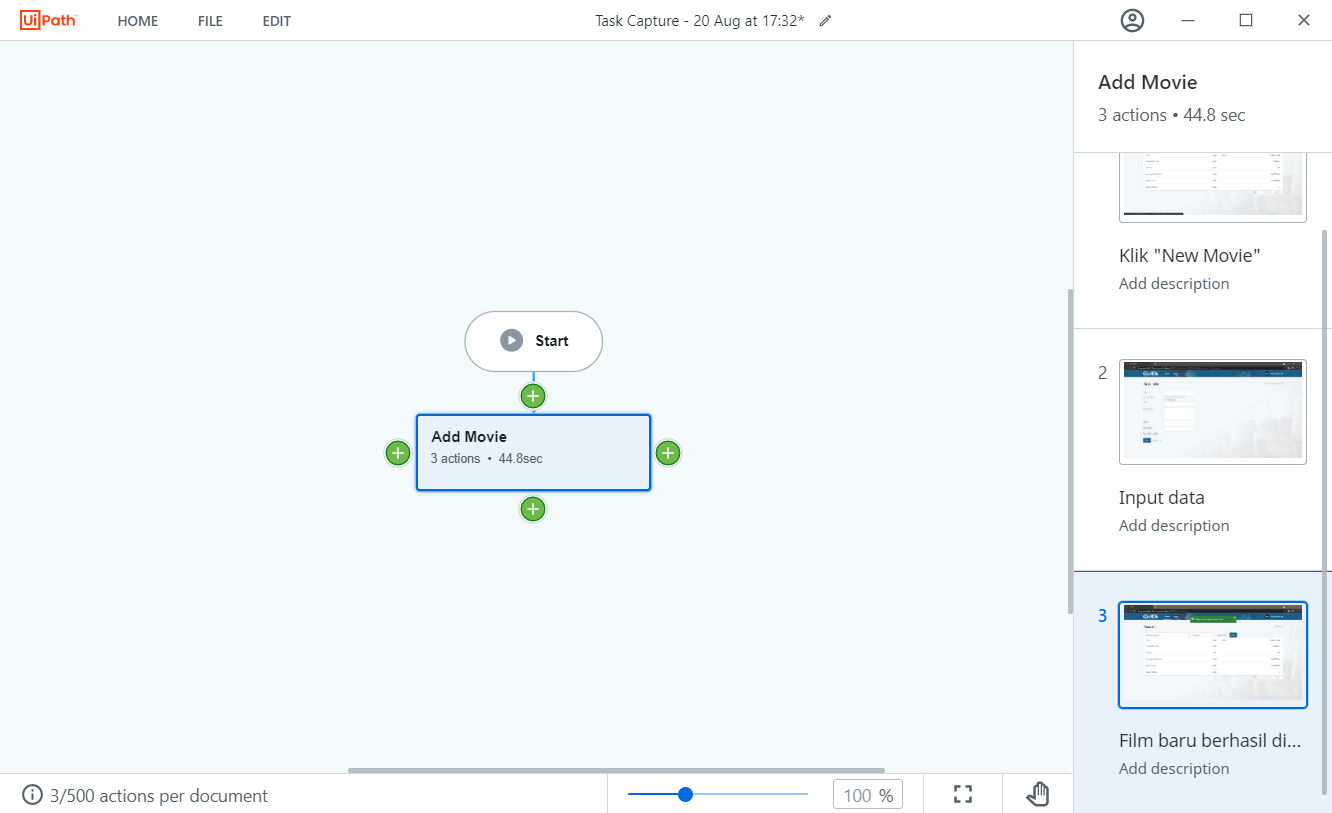 UiPath HOME FILE EDIT Task Capture - 20 Aug at 17:32*
Add Movie
3 actions • 44.8 sec
Klik "New Movie"
Add description
Start
2
Add Movie
3 actions • 44.8sec
Input data
Add description
3
Film baru berhasil di...
Add description
3/500 actions per document
100 %